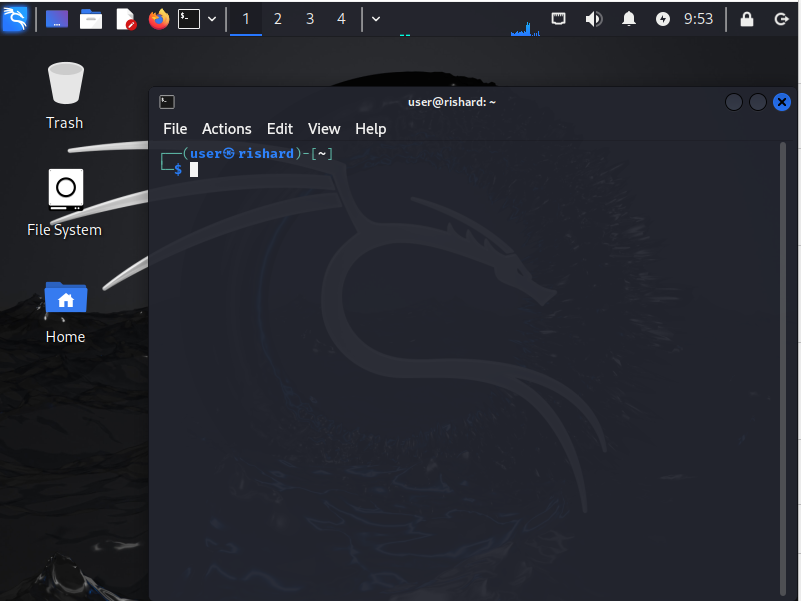 1 2 3 4 9:53
Trash
user@rishard: ~
File Actions Edit View Help
┌──(user㉿rishard)-[~]
└─$
File System
Home